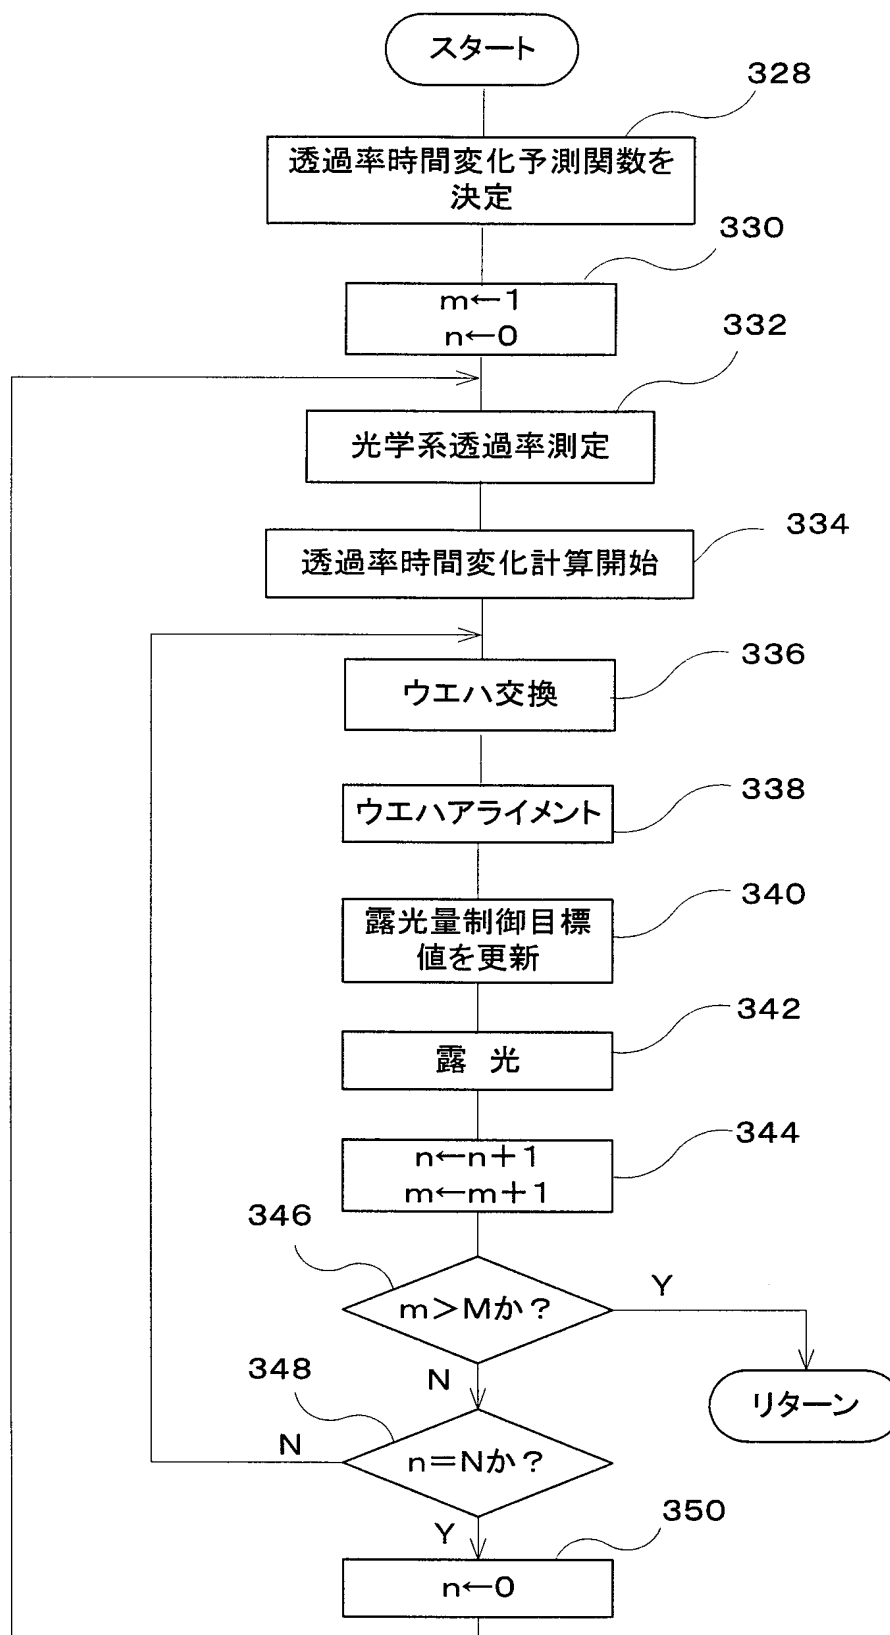 スタート
328
透過率時間変化予測関数を
決定
330
m←1
n←0
332
光学系透過率測定
334
透過率時間変化計算開始
336
ウエハ交換
338
ウエハアライメント
340
露光量制御目標
値を更新
342
露 光
344
n←n+1
m←m+1
346
m>Mか?
Y
N
リターン
348
n=Nか?
N
Y
350
n←0